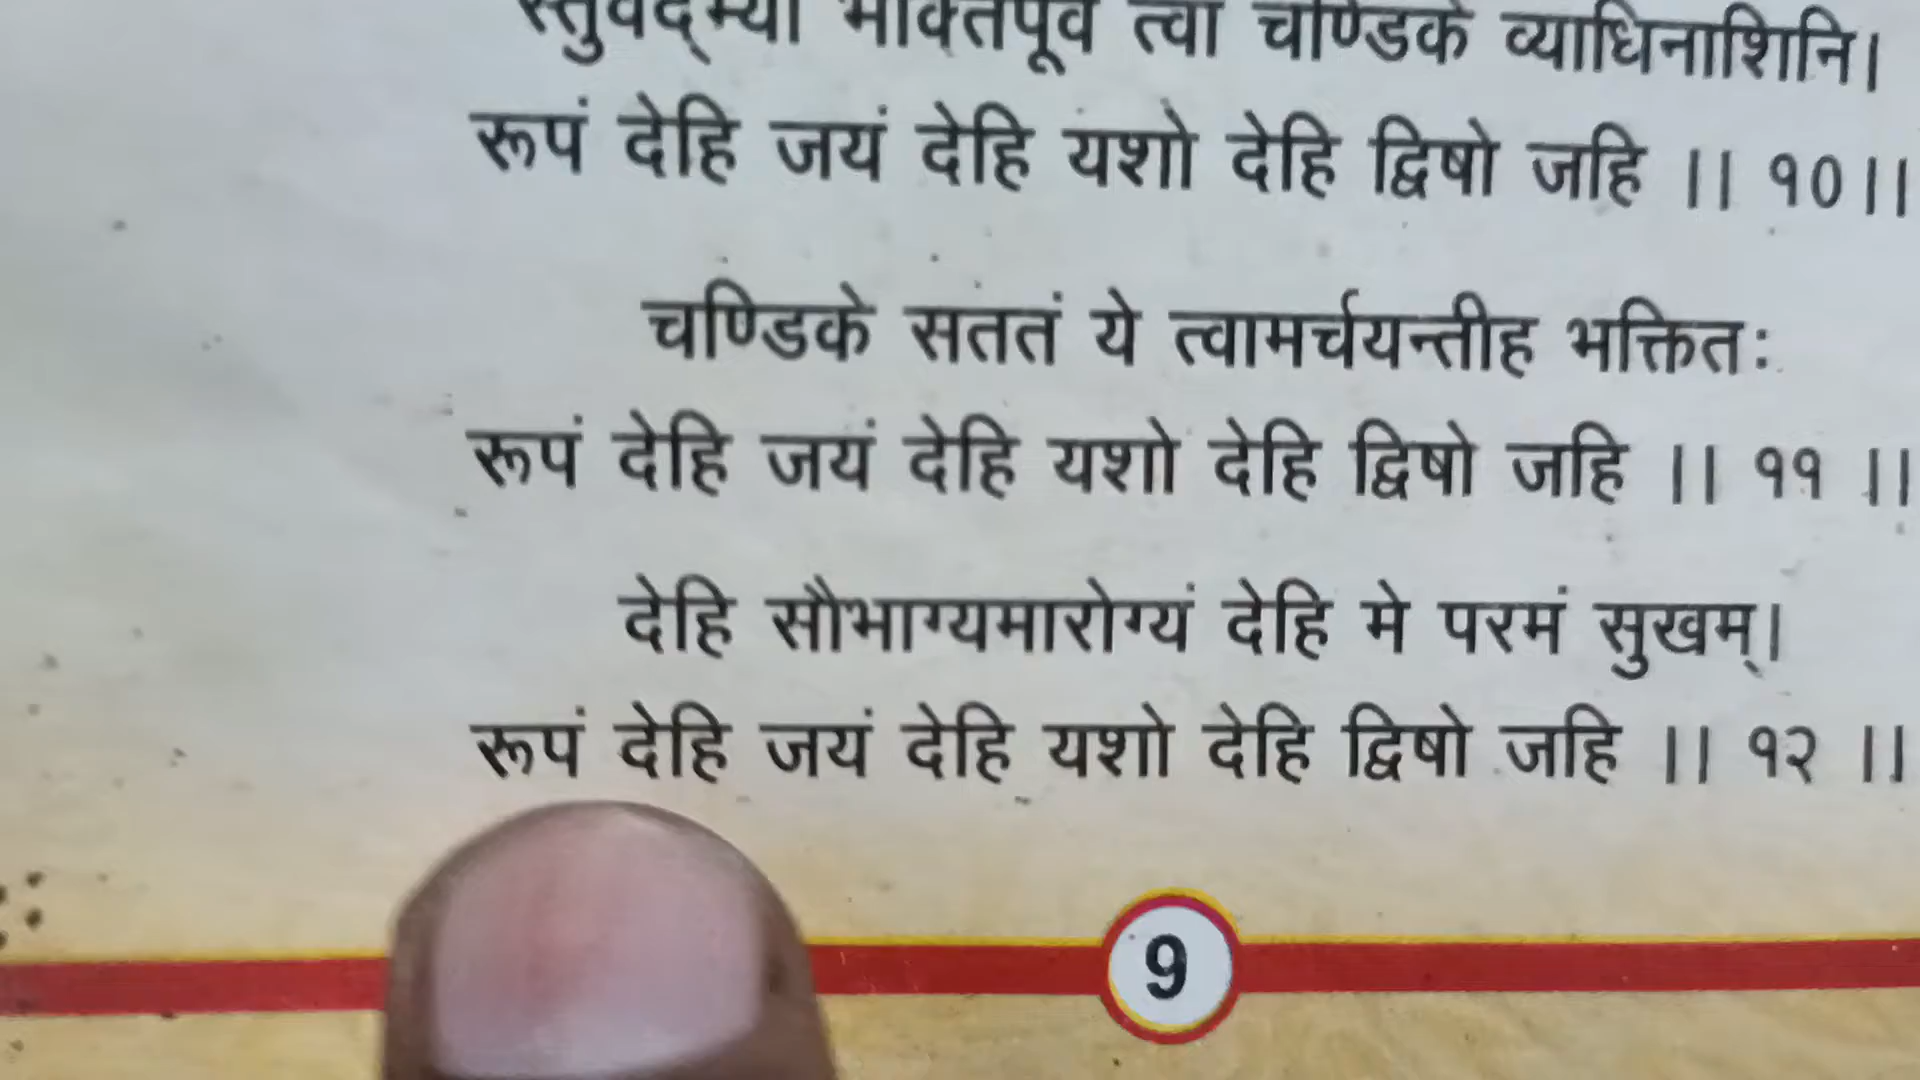 चण्डिके व्याधिनाशिनि।
रूपं देहि जयं देहि यशो देहि द्विषो जहि ।। १० ।।
चण्डिके सततं ये त्वामर्चयन्तीह भक्तितः
रूपं देहि जयं देहि यशो देहि द्विषो जहि ।। ११ ।।
देहि सौभाग्यमारोग्यं देहि मे परमं सुखम्।
रूपं देहि जयं देहि यशो देहि द्विषो जहि ।। १२ ।।
9